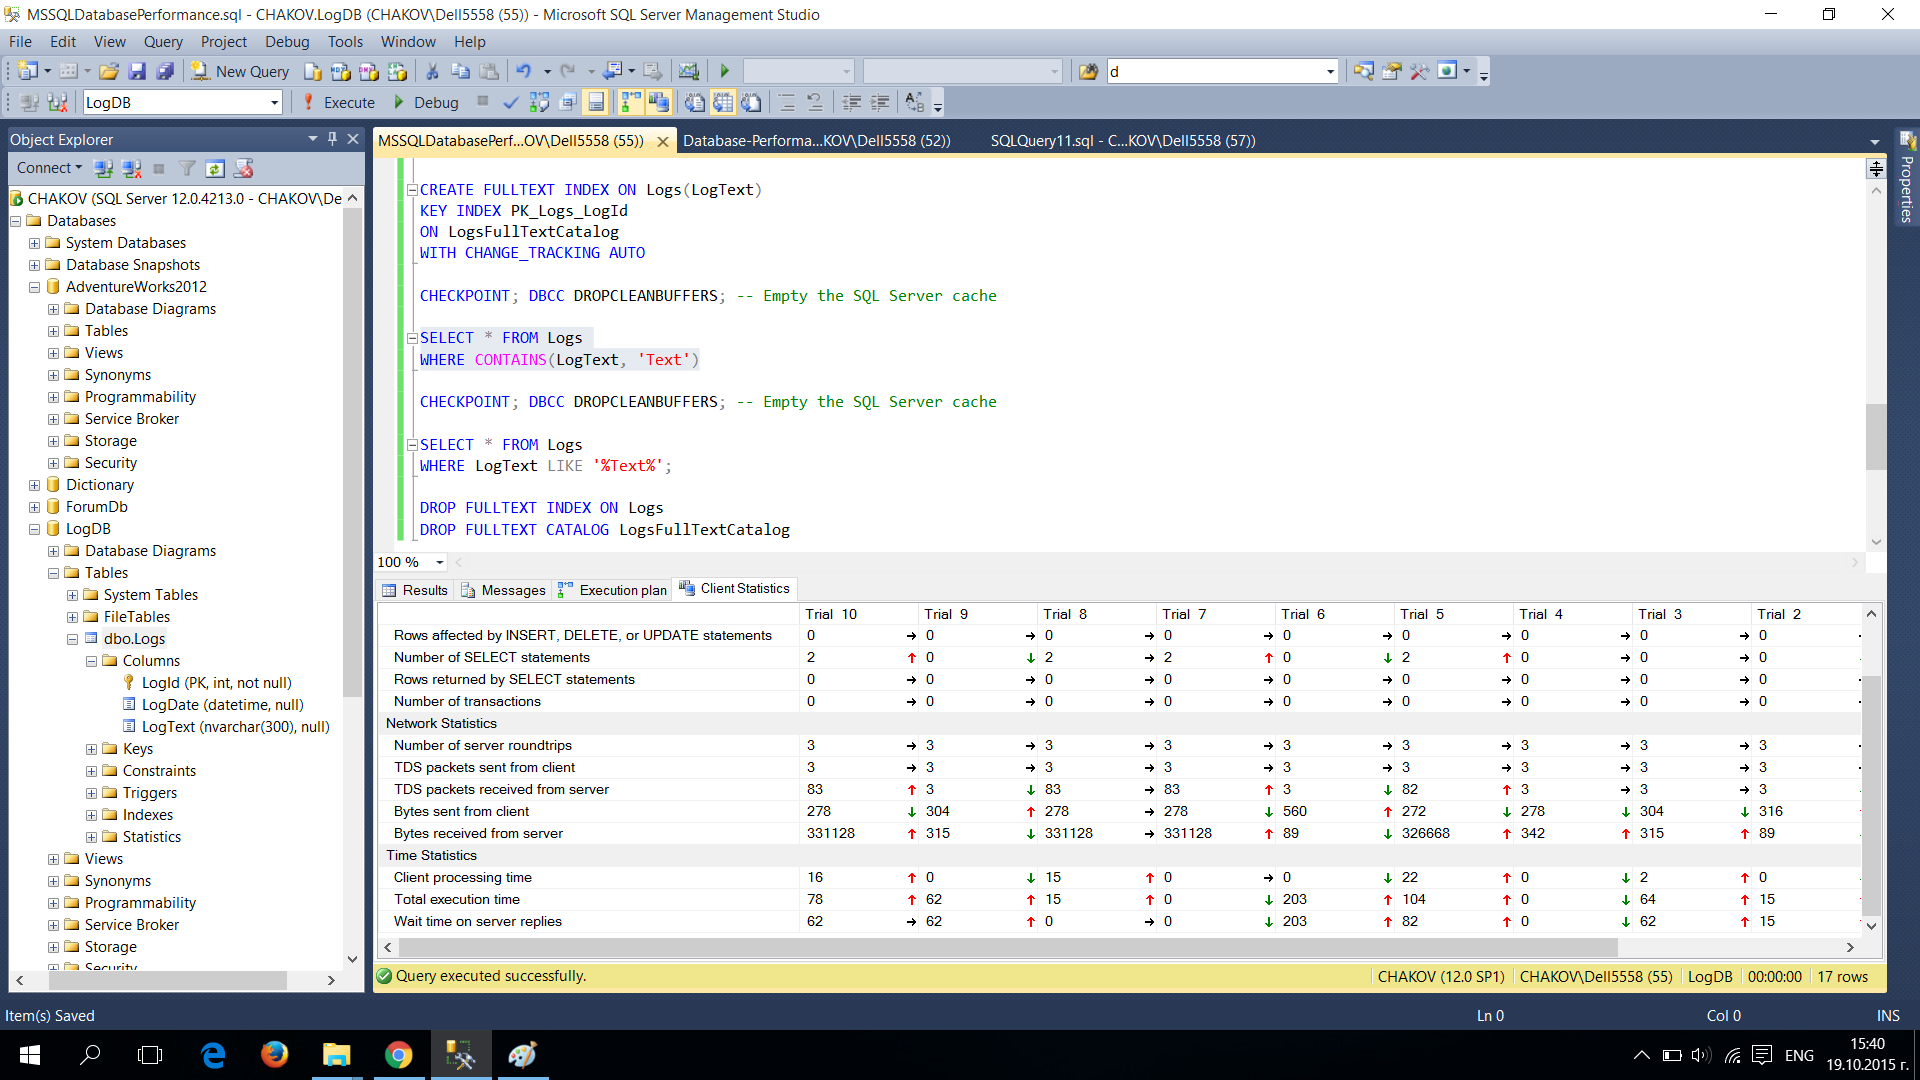 MSSQLDatabasePerformance.sql - CHAKOV.LogDB (CHAKOV\Dell5558 (55)) - Microsoft SQL Server Management Studio
File Edit View Query Project Debug Tools Window Help
New Query d
LogDB Execute Debug
Object Explorer
Connect
CHAKOV (SQL Server 12.0.4213.0 - CHAKOV\De
Databases
System Databases
Database Snapshots
AdventureWorks2012
Database Diagrams
Tables
Views
Synonyms
Programmability
Service Broker
Storage
Security
Dictionary
ForumDb
LogDB
Database Diagrams
Tables
System Tables
FileTables
dbo.Logs
Columns
LogId (PK, int, not null)
LogDate (datetime, null)
LogText (nvarchar(300), null)
Keys
Constraints
Triggers
Indexes
Statistics
Views
Synonyms
Programmability
Service Broker
Storage
Security
MSSQLDatabasePerf...OV\Dell5558 (55)) Database-Performa...KOV\Dell5558 (52)) SQLQuery11.sql - C...KOV\Dell5558 (57))
Properties
CREATE FULLTEXT INDEX ON Logs(LogText)
KEY INDEX PK_Logs_LogId
ON LogsFullTextCatalog
WITH CHANGE_TRACKING AUTO
CHECKPOINT; DBCC DROPCLEANBUFFERS; -- Empty the SQL Server cache
SELECT * FROM Logs
WHERE CONTAINS(LogText, 'Text')
CHECKPOINT; DBCC DROPCLEANBUFFERS; -- Empty the SQL Server cache
SELECT * FROM Logs
WHERE LogText LIKE '%Text%';
DROP FULLTEXT INDEX ON Logs
DROP FULLTEXT CATALOG LogsFullTextCatalog
100 %
Results Messages Execution plan Client Statistics
Trial 10 Trial 9 Trial 8 Trial 7 Trial 6 Trial 5 Trial 4 Trial 3 Trial 2
Rows affected by INSERT, DELETE, or UPDATE statements 0 → 0 → 0 → 0 → 0 → 0 → 0 → 0 → 0
Number of SELECT statements 2 ↑ 0 ↓ 2 → 2 ↑ 0 ↓ 2 ↑ 0 → 0 → 0
Rows returned by SELECT statements 0 → 0 → 0 → 0 → 0 → 0 → 0 → 0 → 0
Number of transactions 0 → 0 → 0 → 0 → 0 → 0 → 0 → 0 → 0
Network Statistics
Number of server roundtrips 3 → 3 → 3 → 3 → 3 → 3 → 3 → 3 → 3
TDS packets sent from client 3 → 3 → 3 → 3 → 3 → 3 → 3 → 3 → 3
TDS packets received from server 83 ↑ 3 ↓ 83 → 83 ↑ 3 ↓ 82 ↑ 3 → 3 → 3
Bytes sent from client 278 ↓ 304 ↑ 278 → 278 ↓ 560 ↑ 272 ↓ 278 ↓ 304 ↓ 316
Bytes received from server 331128 ↑ 315 ↓ 331128 → 331128 ↑ 89 ↓ 326668 ↑ 342 ↑ 315 ↑ 89
Time Statistics
Client processing time 16 ↑ 0 ↓ 15 ↑ 0 → 0 ↓ 22 ↑ 0 ↓ 2 ↑ 0
Total execution time 78 ↑ 62 ↑ 15 ↑ 0 ↓ 203 ↑ 104 ↑ 0 ↓ 64 ↑ 15
Wait time on server replies 62 → 62 ↑ 0 → 0 ↓ 203 ↑ 82 ↑ 0 ↓ 62 ↑ 15
Query executed successfully. CHAKOV (12.0 SP1) CHAKOV\Dell5558 (55) LogDB 00:00:00 17 rows
Item(s) Saved Ln 0 Col 0 INS
ENG 15:40
19.10.2015 г.